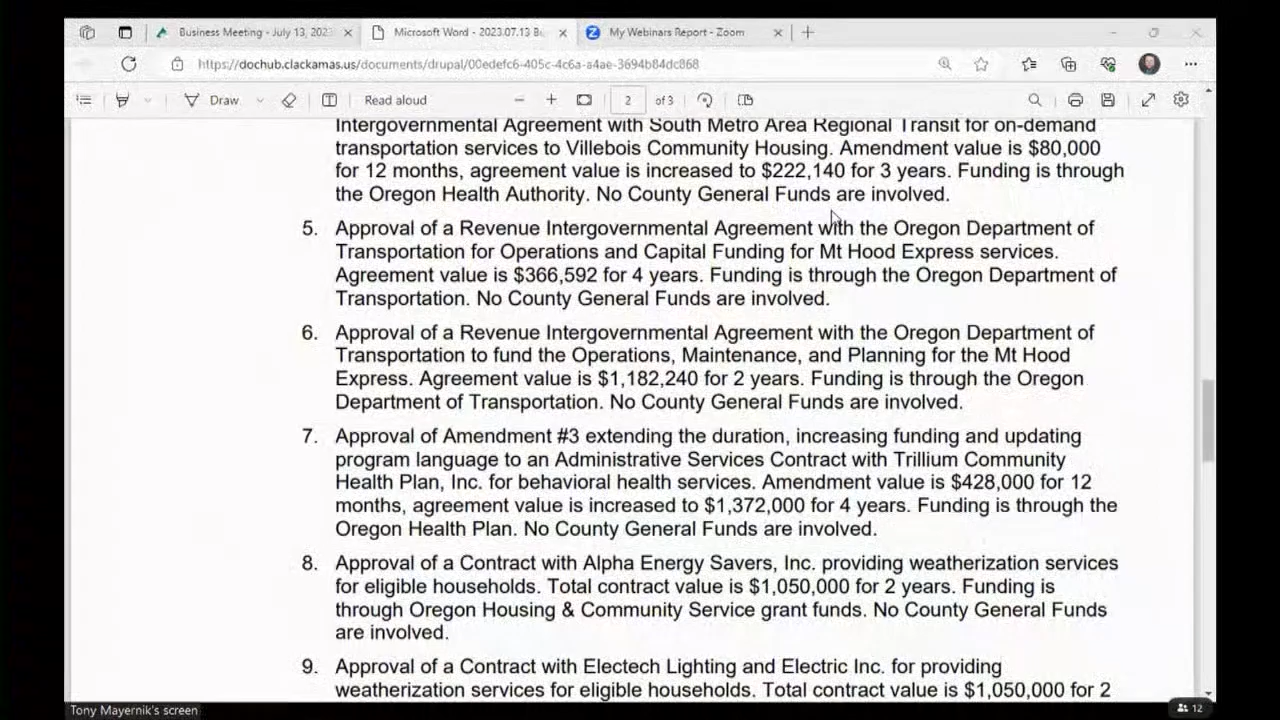 Business Meeting - July 13, 202
Microsoft Word - 2023.07.13 Bu
My Webinars Report - Zoom
https://dochub.clackamas.us/documents/drupal/00edefc6-405c-4c6a-a4ae-3694b84dc868
Draw
Read aloud
2 of 3
Intergovernmental Agreement with South Metro Area Regional Transit for on-demand
transportation services to Villebois Community Housing. Amendment value is $80,000
for 12 months, agreement value is increased to $222,140 for 3 years. Funding is through
the Oregon Health Authority. No County General Funds are involved.
5. Approval of a Revenue Intergovernmental Agreement with the Oregon Department of
Transportation for Operations and Capital Funding for Mt Hood Express services.
Agreement value is $366,592 for 4 years. Funding is through the Oregon Department of
Transportation. No County General Funds are involved.
6. Approval of a Revenue Intergovernmental Agreement with the Oregon Department of
Transportation to fund the Operations, Maintenance, and Planning for the Mt Hood
Express. Agreement value is $1,182,240 for 2 years. Funding is through the Oregon
Department of Transportation. No County General Funds are involved.
7. Approval of Amendment #3 extending the duration, increasing funding and updating
program language to an Administrative Services Contract with Trillium Community
Health Plan, Inc. for behavioral health services. Amendment value is $428,000 for 12
months, agreement value is increased to $1,372,000 for 4 years. Funding is through the
Oregon Health Plan. No County General Funds are involved.
8. Approval of a Contract with Alpha Energy Savers, Inc. providing weatherization services
for eligible households. Total contract value is $1,050,000 for 2 years. Funding is
through Oregon Housing & Community Service grant funds. No County General Funds
are involved.
9. Approval of a Contract with Electech Lighting and Electric Inc. for providing
weatherization services for eligible households. Total contract value is $1,050,000 for 2
Tony Mayernik's screen
12